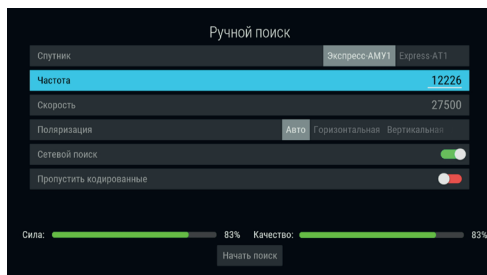 Ручной поиск
Спутник Экспресс-АМУ1 Express-AT1
Частота 12226
Скорость 27500
Поляризация Авто Горизонтальная Вертикальная
Сетевой поиск
Пропустить кодированные
Сила: 83% Качество: 83%
Начать поиск